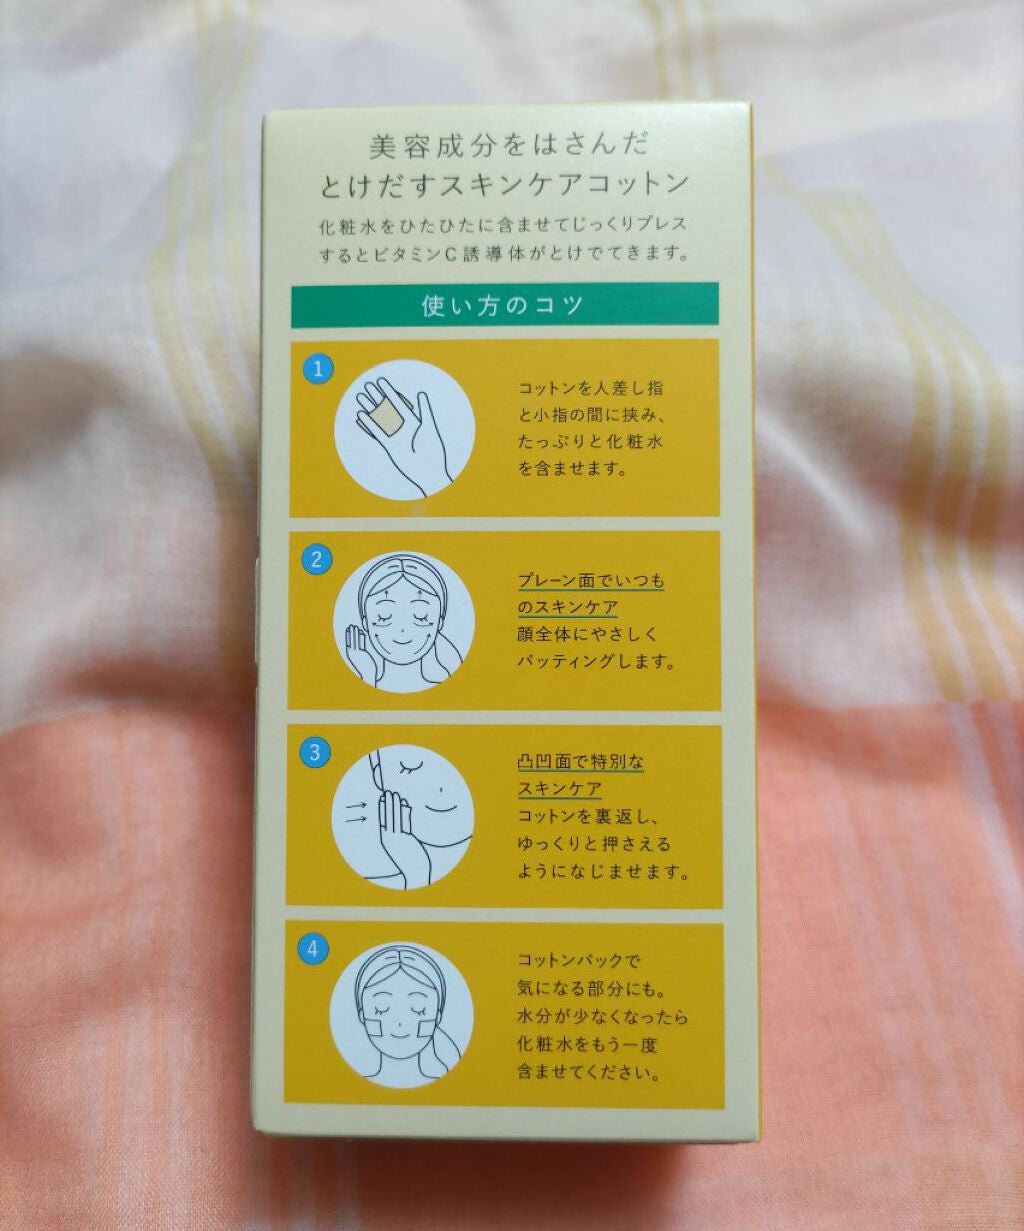 美容成分をはさんだ
とけだすスキンケアコットン
化粧水をひたひたに含ませてじっくりプレス
するとビタミンC誘導体がとけでてきます。
使い方のコツ
1
コットンを人差し指
と小指の間に挟み、
たっぷりと化粧水
を含ませます。
2
プレーン面でいつも
のスキンケア
顔全体にやさしく
パッティングします。
3
凸凹面で特別な
スキンケア
コットンを裏返し、
ゆっくりと押さえる
ようになじませます。
4
コットンパックで
気になる部分にも。
水分が少なくなったら
化粧水をもう一度
含ませてください。